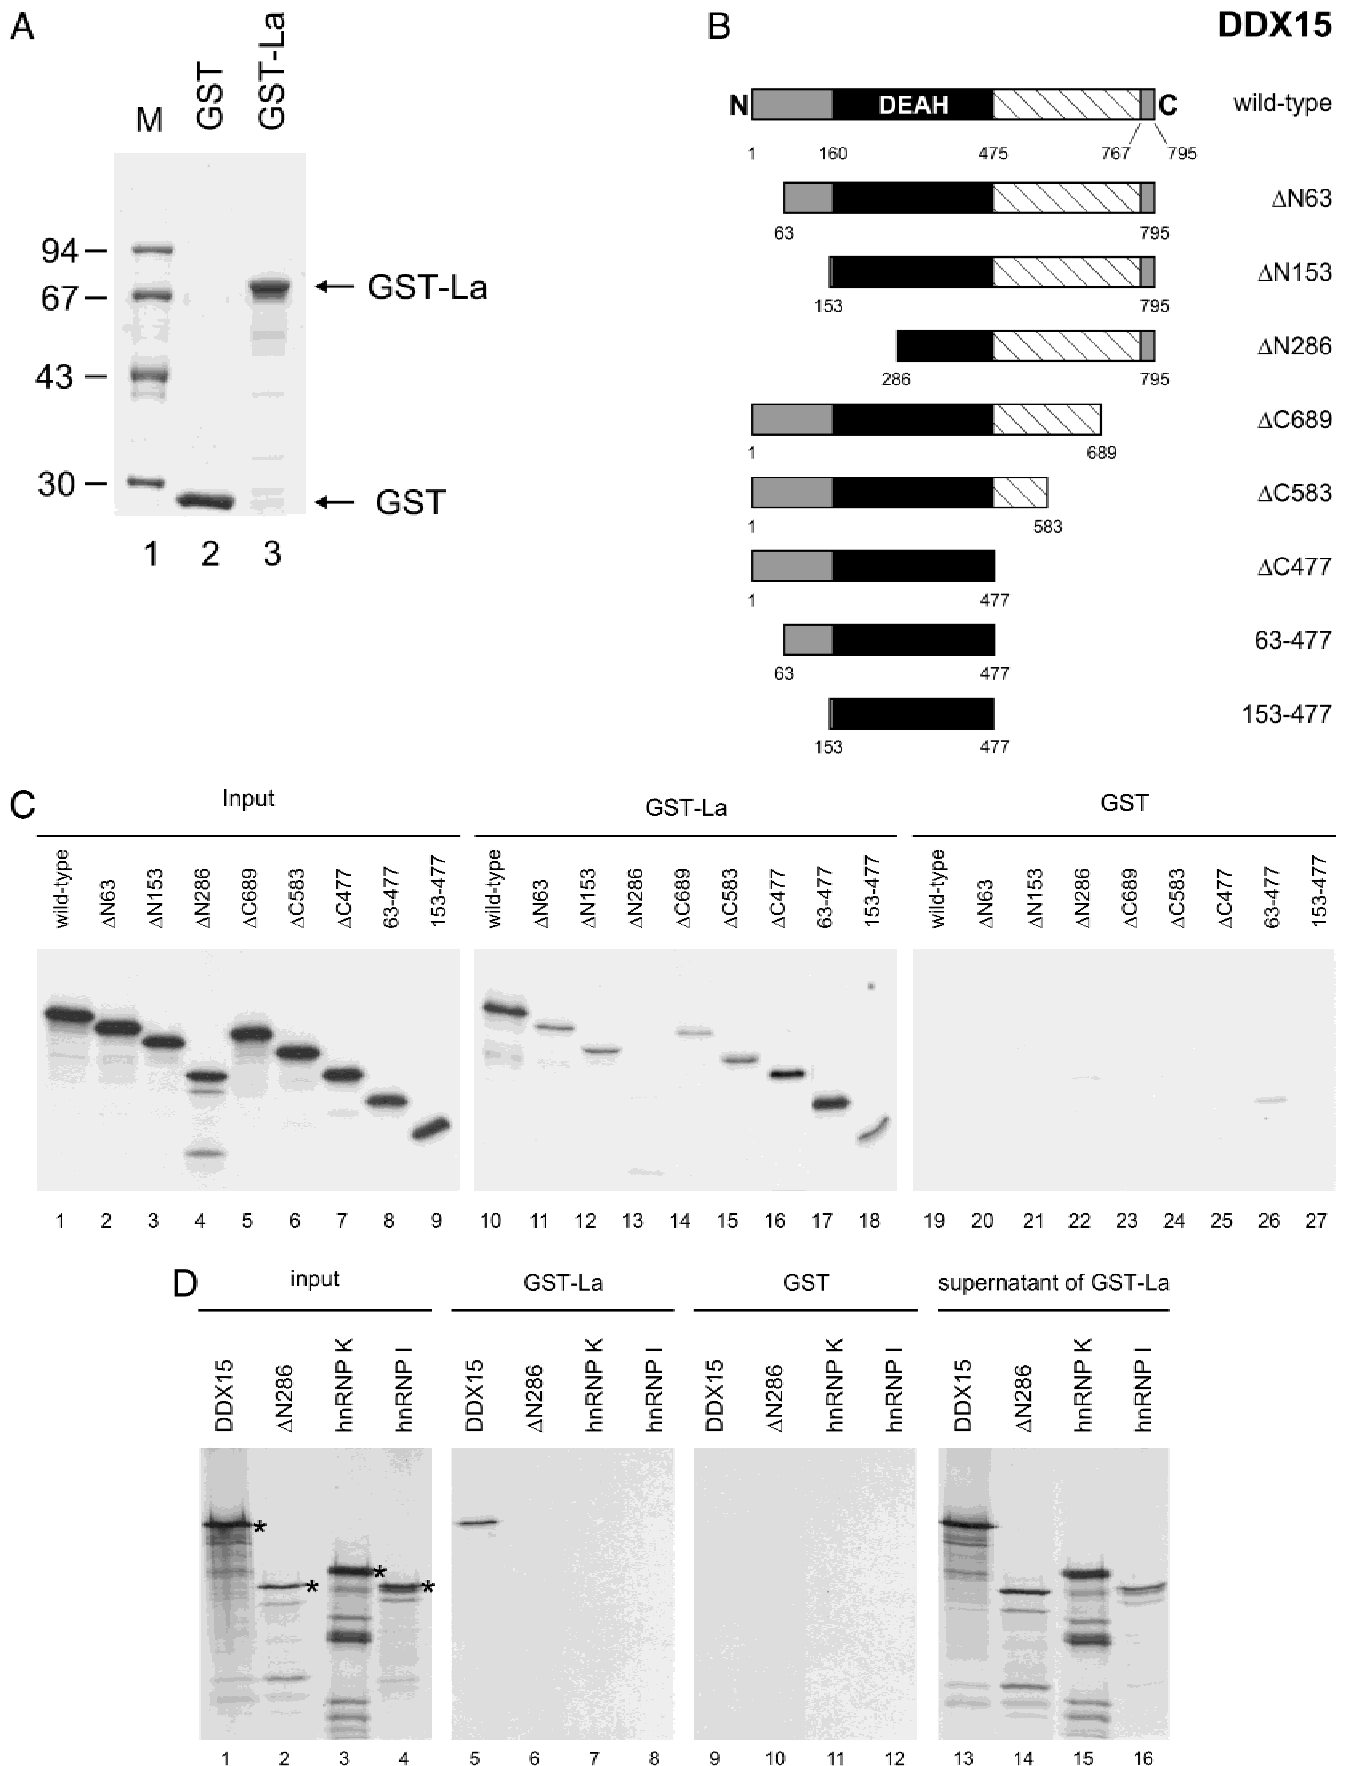 A
M
GST
GST-La
94
67
43
30
GST-La
GST
1 2 3
B
DDX15
N DEAH C wild-type
1 160 475 767 795
ΔN63
63 795
ΔN153
153 795
ΔN286
286 795
ΔC689
1 689
ΔC583
1 583
ΔC477
1 477
63-477
63 477
153-477
153 477
C
Input GST-La GST
wild-type ΔN63 ΔN153 ΔN286 ΔC689 ΔC583 ΔC477 63-477 153-477
wild-type ΔN63 ΔN153 ΔN286 ΔC689 ΔC583 ΔC477 63-477 153-477
wild-type ΔN63 ΔN153 ΔN286 ΔC689 ΔC583 ΔC477 63-477 153-477
1 2 3 4 5 6 7 8 9 10 11 12 13 14 15 16 17 18 19 20 21 22 23 24 25 26 27
D
input GST-La GST supernatant of GST-La
DDX15 ΔN286 hnRNP K hnRNP I
DDX15 ΔN286 hnRNP K hnRNP I
DDX15 ΔN286 hnRNP K hnRNP I
DDX15 ΔN286 hnRNP K hnRNP I
* * * *
1 2 3 4 5 6 7 8 9 10 11 12 13 14 15 16